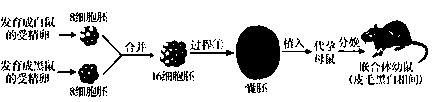 发育成白鼠
的受精卵
8细胞胚
发育成黑鼠
的受精卵
8细胞胚
合并
16细胞胚
过程Ⅱ
囊胚
植入
代孕
母鼠
分娩
嵌合体幼鼠
(皮毛黑白相间)